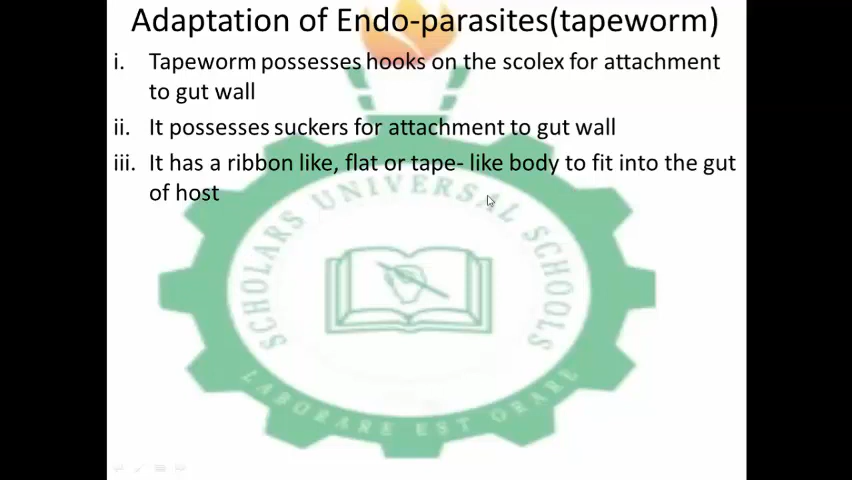 Adaptation of Endo-parasites(tapeworm)
i. Tapeworm possesses hooks on the scolex for attachment
to gut wall
ii. It possesses suckers for attachment to gut wall
iii. It has a ribbon like, flat or tape- like body to fit into the gut
of host
SCHOLARS UNIVERSAL SCHOOLS
LABORARE EST ORARE